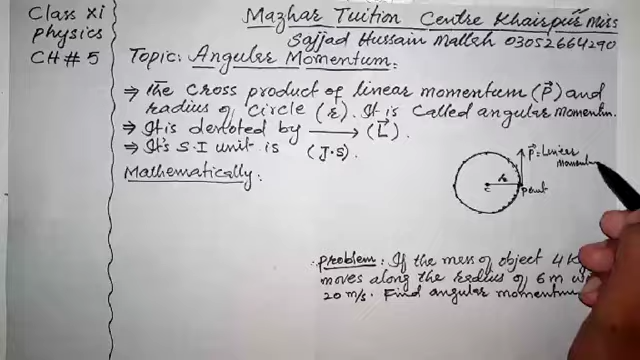 Class XI
physics
CH # 5
Mazhar Tuition Centre Khairpur Miss
Sajjad Hussain Mallah 03052664290
Topic: Angular Momentum.
⇒ The cross product of linear momentum (P⃗) and
radius of circle (r). It is called angular momentum.
⇒ It is denoted by ⟶ (L⃗).
⇒ It's S.I unit is (J.S)
Mathematically:
P⃗ = Linear
Momentum
r
C
point
problem: If the mass of object 4 Kg
moves along the radius of 6 m
20 m/s. Find angular momentum